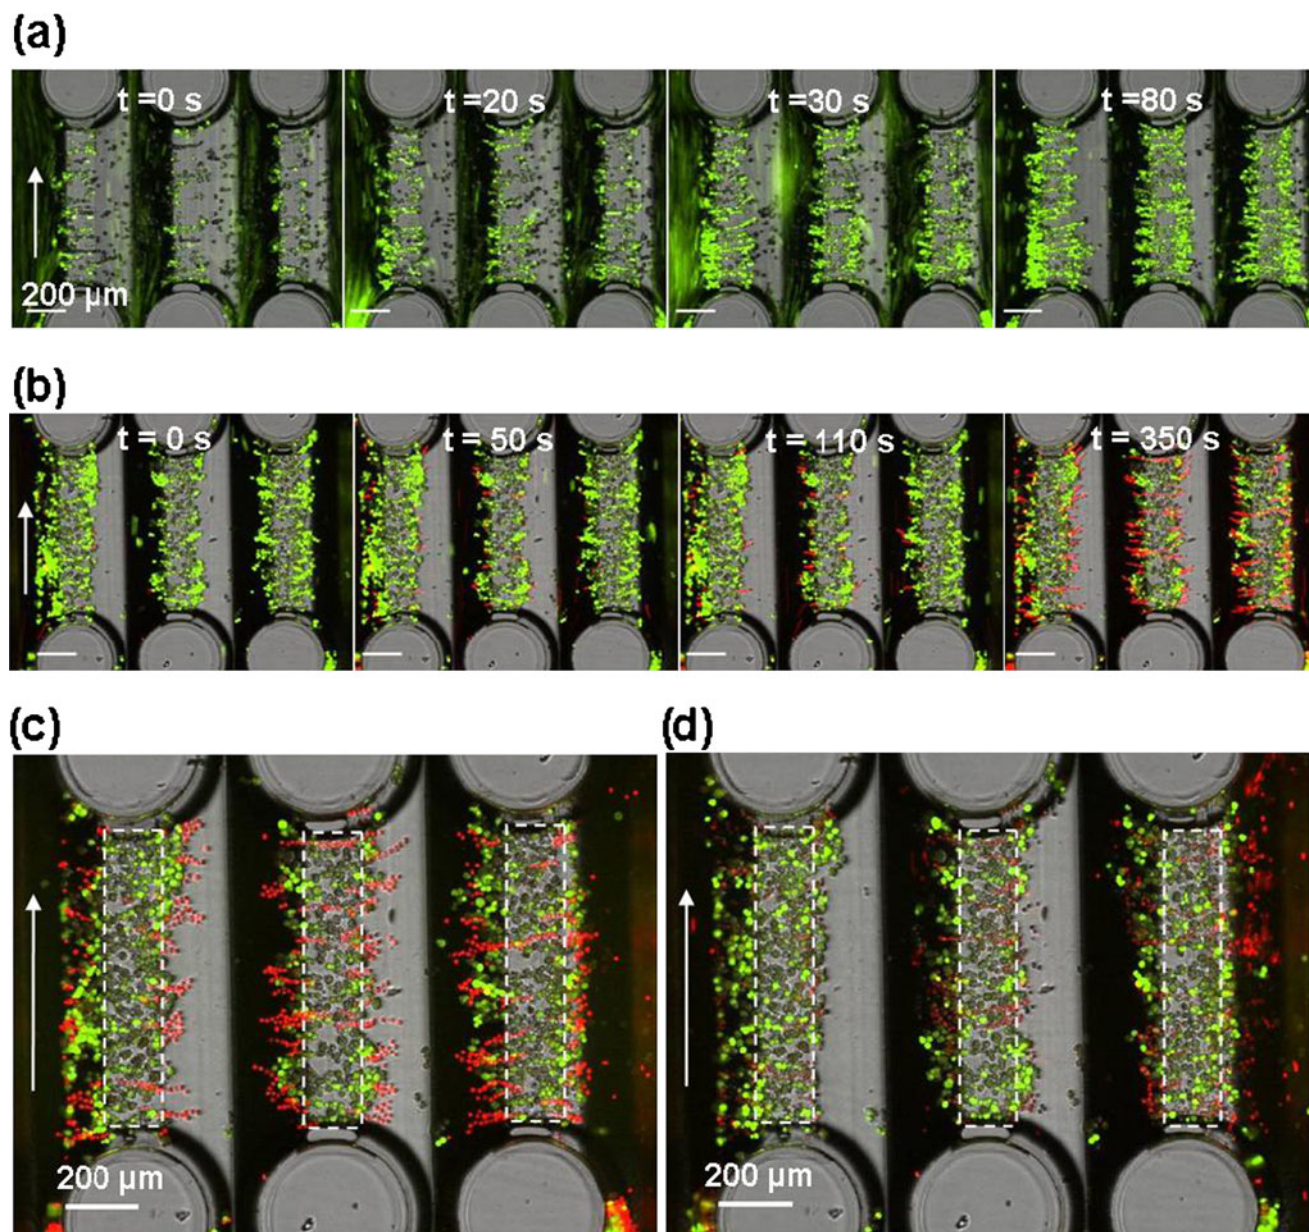 (a)
t =0 s
t =20 s
t =30 s
t =80 s
200 µm
(b)
t = 0 s
t = 50 s
t = 110 s
t = 350 s
(c)
(d)
200 µm
200 µm